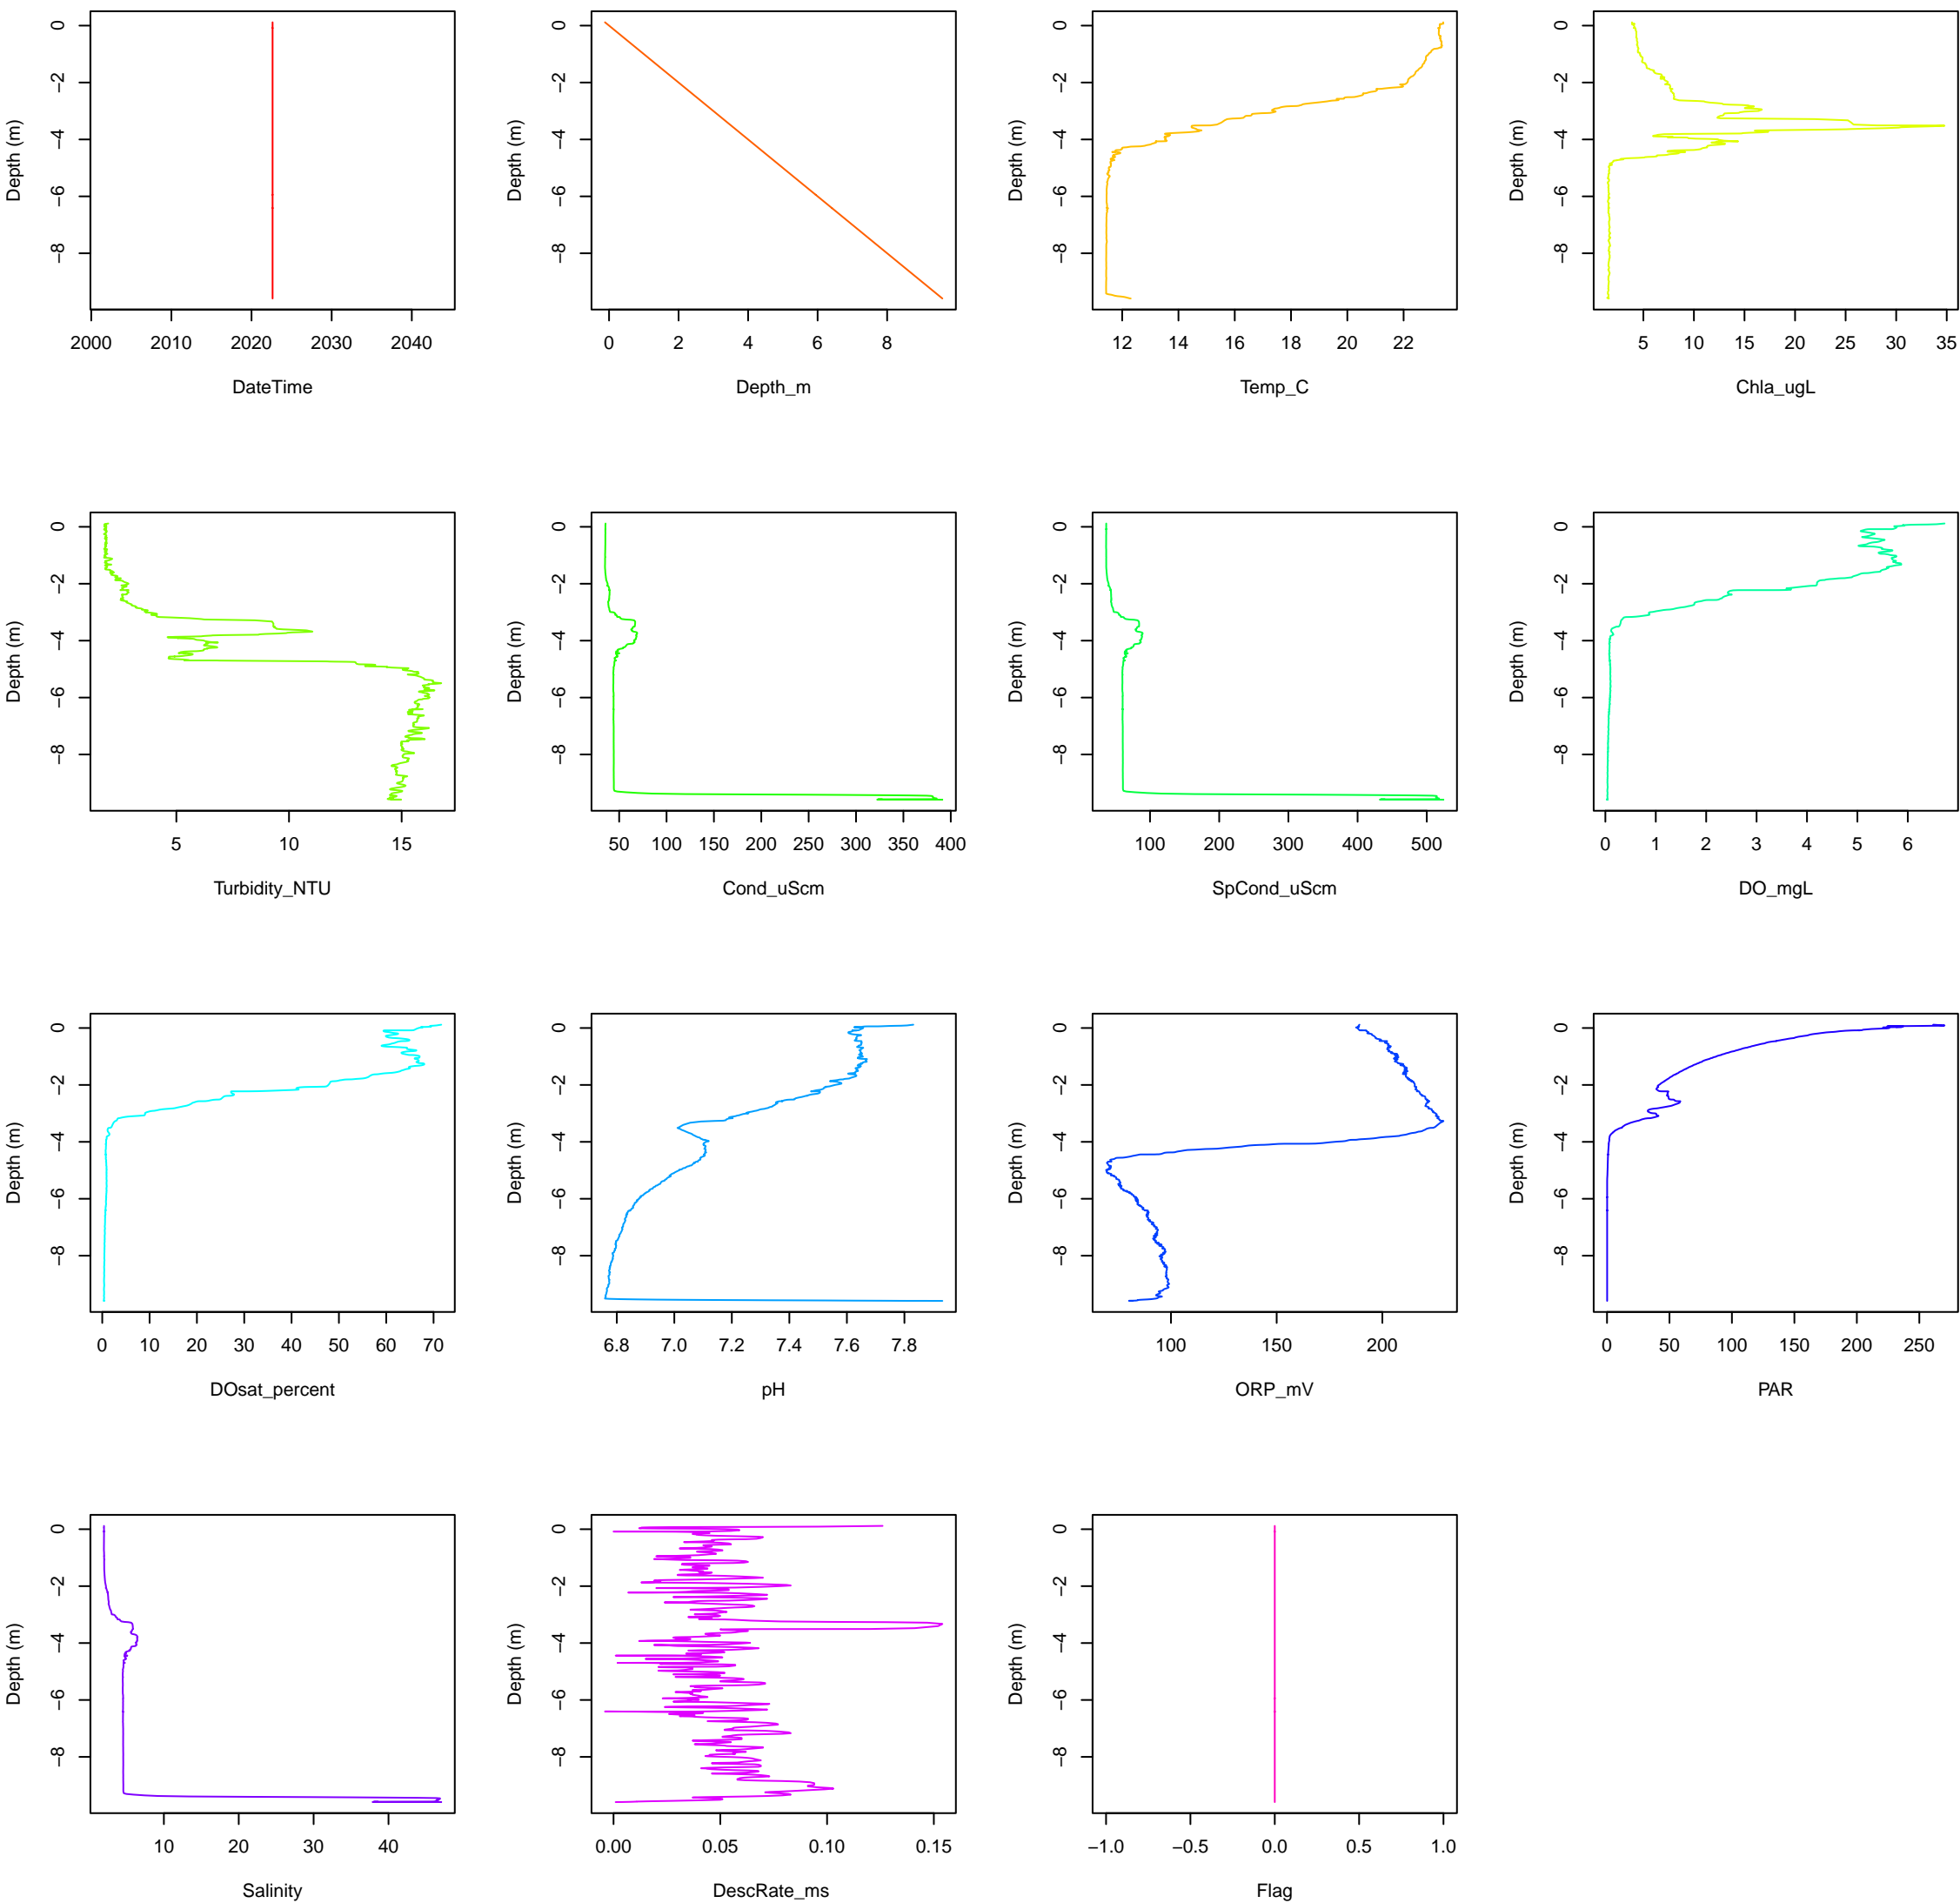 0 −2 −4 −6 −8
Depth (m)
2000 2010 2020 2030 2040
DateTime
0 −2 −4 −6 −8
Depth (m)
0 2 4 6 8
Depth_m
0 −2 −4 −6 −8
Depth (m)
12 14 16 18 20 22
Temp_C
0 −2 −4 −6 −8
Depth (m)
5 10 15 20 25 30 35
Chla_ugL
0 −2 −4 −6 −8
Depth (m)
5 10 15
Turbidity_NTU
0 −2 −4 −6 −8
Depth (m)
50 100 150 200 250 300 350 400
Cond_uScm
0 −2 −4 −6 −8
Depth (m)
100 200 300 400 500
SpCond_uScm
0 −2 −4 −6 −8
Depth (m)
0 1 2 3 4 5 6
DO_mgL
0 −2 −4 −6 −8
Depth (m)
0 10 20 30 40 50 60 70
DOsat_percent
0 −2 −4 −6 −8
Depth (m)
6.8 7.0 7.2 7.4 7.6 7.8
pH
0 −2 −4 −6 −8
Depth (m)
100 150 200
ORP_mV
0 −2 −4 −6 −8
Depth (m)
0 50 100 150 200 250
PAR
0 −2 −4 −6 −8
Depth (m)
10 20 30 40
Salinity
0 −2 −4 −6 −8
Depth (m)
0.00 0.05 0.10 0.15
DescRate_ms
0 −2 −4 −6 −8
Depth (m)
−1.0 −0.5 0.0 0.5 1.0
Flag